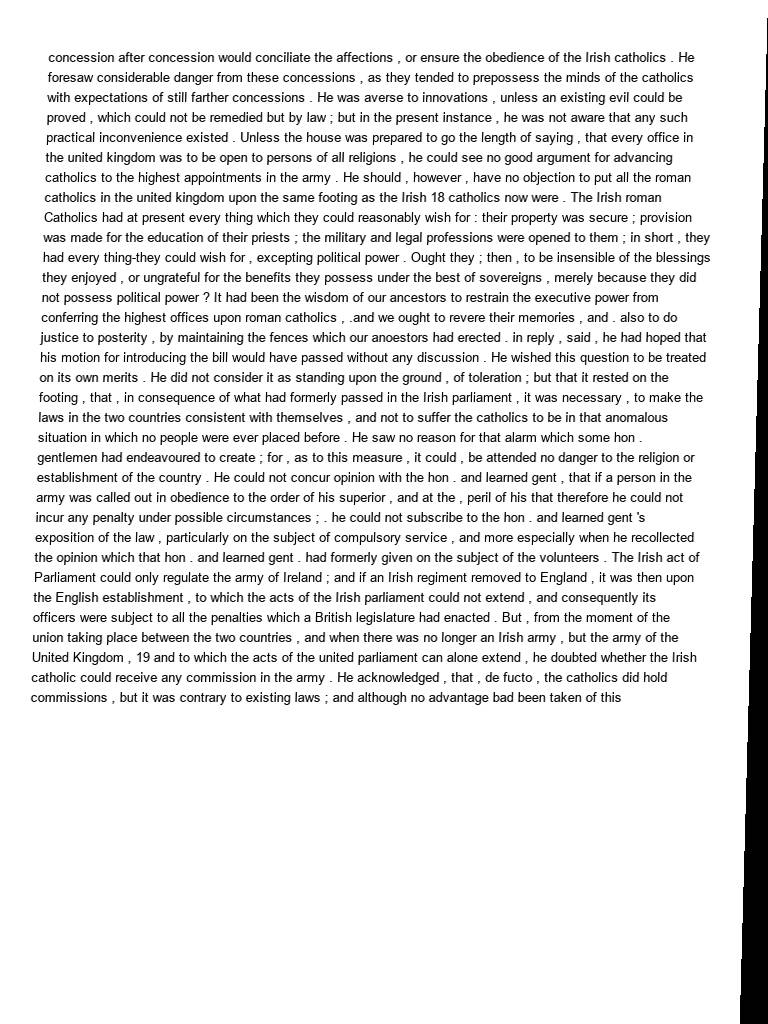 concession after concession would conciliate the affections , or ensure the obedience of the Irish catholics . He
foresaw considerable danger from these concessions , as they tended to prepossess the minds of the catholics
with expectations of still farther concessions . He was averse to innovations , unless an existing evil could be
proved , which could not be remedied but by law ; but in the present instance , he was not aware that any such
practical inconvenience existed . Unless the house was prepared to go the length of saying , that every office in
the united kingdom was to be open to persons of all religions , he could see no good argument for advancing
catholics to the highest appointments in the army . He should , however , have no objection to put all the roman
catholics in the united kingdom upon the same footing as the Irish 18 catholics now were . The Irish roman
Catholics had at present every thing which they could reasonably wish for : their property was secure ; provision
was made for the education of their priests ; the military and legal professions were opened to them ; in short , they
had every thing-they could wish for , excepting political power . Ought they ; then , to be insensible of the blessings
they enjoyed , or ungrateful for the benefits they possess under the best of sovereigns , merely because they did
not possess political power ? It had been the wisdom of our ancestors to restrain the executive power from
conferring the highest offices upon roman catholics , .and we ought to revere their memories , and . also to do
justice to posterity , by maintaining the fences which our anoestors had erected . in reply , said , he had hoped that
his motion for introducing the bill would have passed without any discussion . He wished this question to be treated
on its own merits . He did not consider it as standing upon the ground , of toleration ; but that it rested on the
footing , that , in consequence of what had formerly passed in the Irish parliament , it was necessary , to make the
laws in the two countries consistent with themselves , and not to suffer the catholics to be in that anomalous
situation in which no people were ever placed before . He saw no reason for that alarm which some hon .
gentlemen had endeavoured to create ; for , as to this measure , it could , be attended no danger to the religion or
establishment of the country . He could not concur opinion with the hon . and learned gent , that if a person in the
army was called out in obedience to the order of his superior , and at the , peril of his that therefore he could not
incur any penalty under possible circumstances ; . he could not subscribe to the hon . and learned gent 's
exposition of the law , particularly on the subject of compulsory service , and more especially when he recollected
the opinion which that hon . and learned gent . had formerly given on the subject of the volunteers . The Irish act of
Parliament could only regulate the army of Ireland ; and if an Irish regiment removed to England , it was then upon
the English establishment , to which the acts of the Irish parliament could not extend , and consequently its
officers were subject to all the penalties which a British legislature had enacted . But , from the moment of the
union taking place between the two countries , and when there was no longer an Irish army , but the army of the
United Kingdom , 19 and to which the acts of the united parliament can alone extend , he doubted whether the Irish
catholic could receive any commission in the army . He acknowledged , that , de fucto , the catholics did hold
commissions , but it was contrary to existing laws ; and although no advantage bad been taken of this